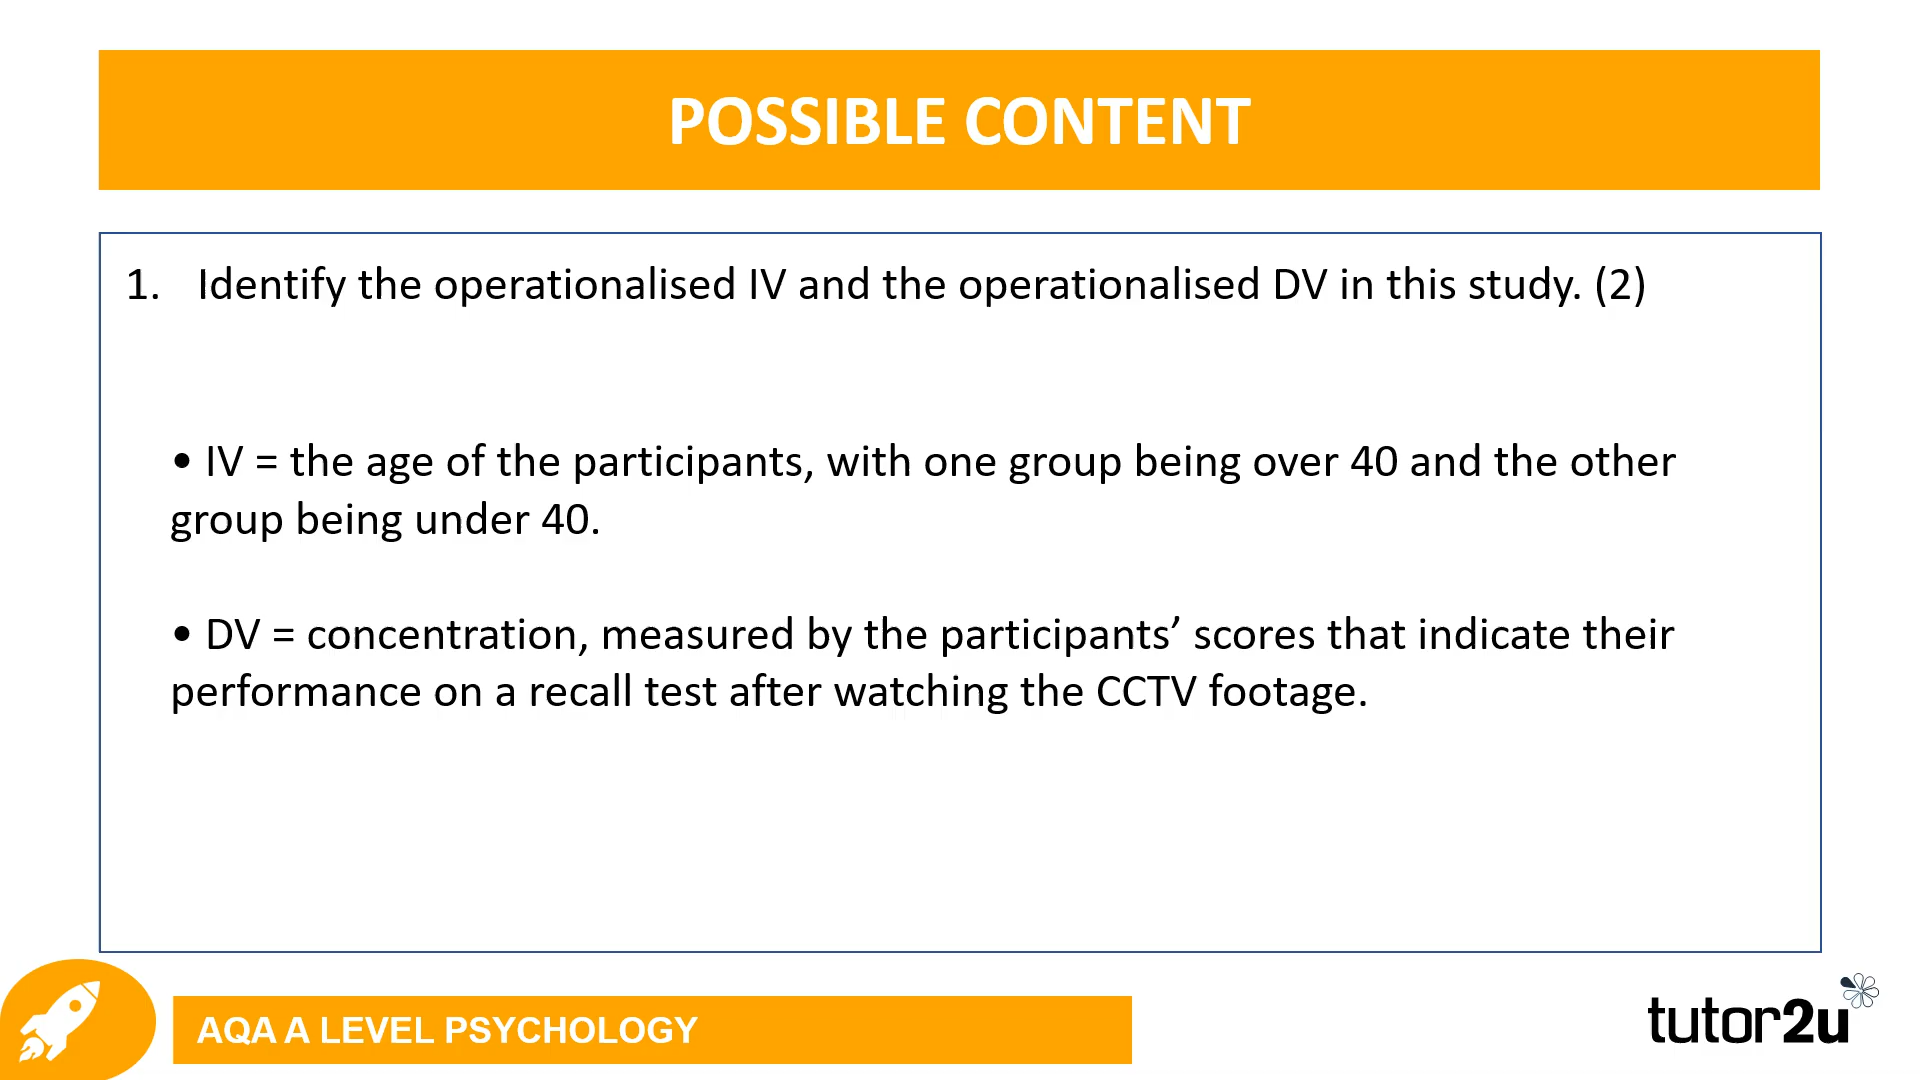 POSSIBLE CONTENT
1. Identify the operationalised IV and the operationalised DV in this study. (2)
• IV = the age of the participants, with one group being over 40 and the other
group being under 40.
• DV = concentration, measured by the participants’ scores that indicate their
performance on a recall test after watching the CCTV footage.
AQA A LEVEL PSYCHOLOGY
tutor2u